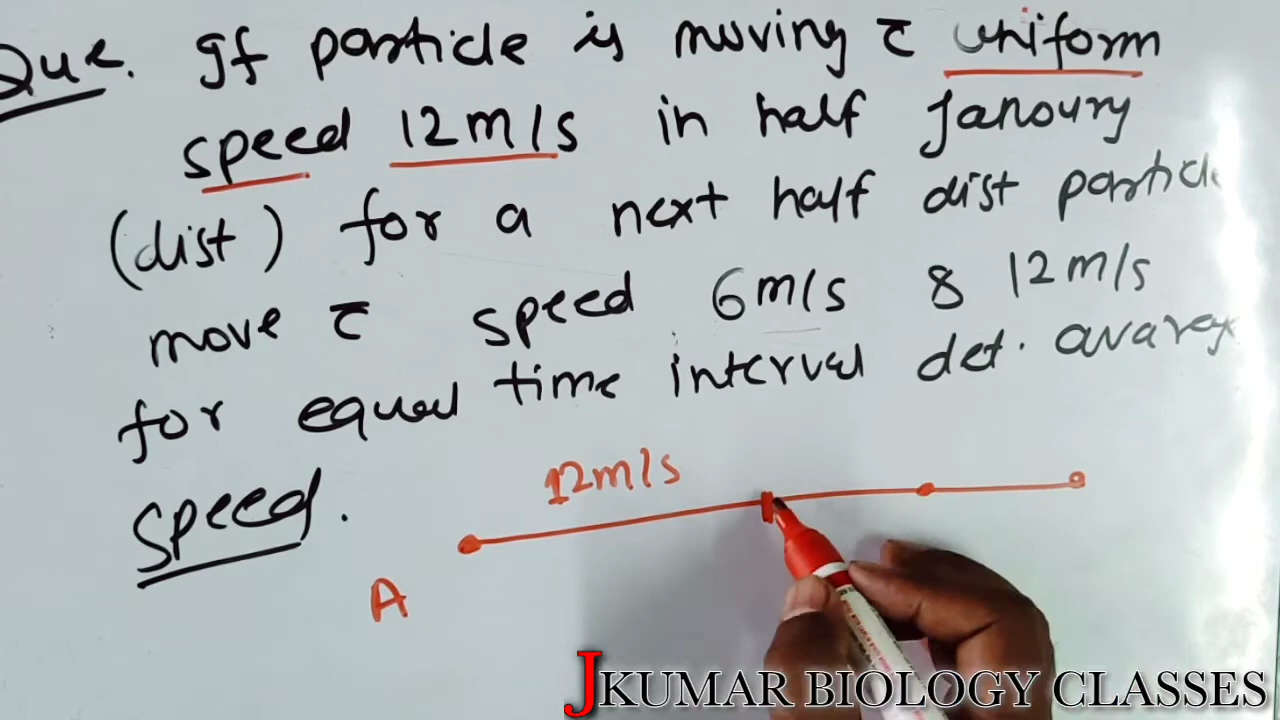 Que. If particle is moving c̄ uniform
speed 12m/s in half Janoury
(dist) for a next half dist particle
move c̄ speed 6m/s & 12m/s
for equal time interval det. avarage
speed.
12m/s
A
JKUMAR BIOLOGY CLASSES